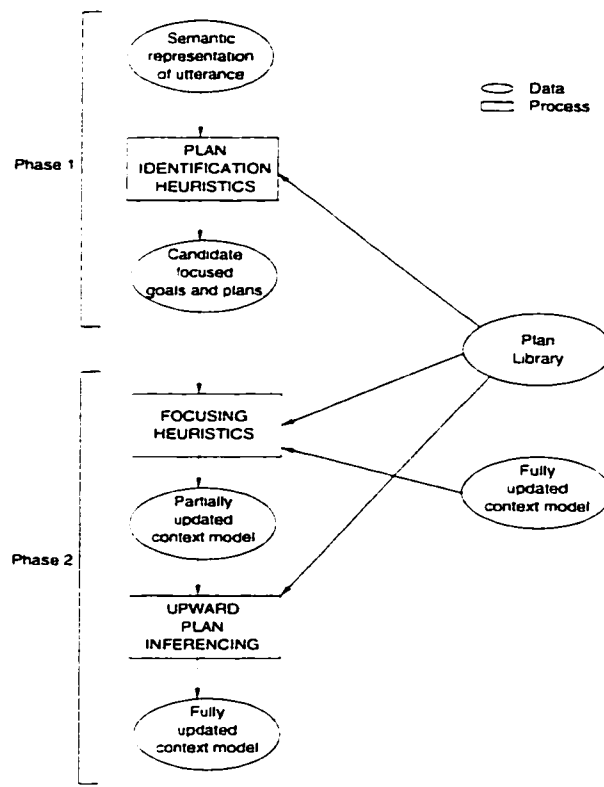 Semantic
representation
of utterance
Data
Process
Phase 1
PLAN
IDENTIFICATION
HEURISTICS
Candidate
focused
goals and plans
Plan
Library
FOCUSING
HEURISTICS
Fully
updated
context model
Partially
updated
context model
Phase 2
UPWARD
PLAN
INFERENCING
Fully
updated
context model